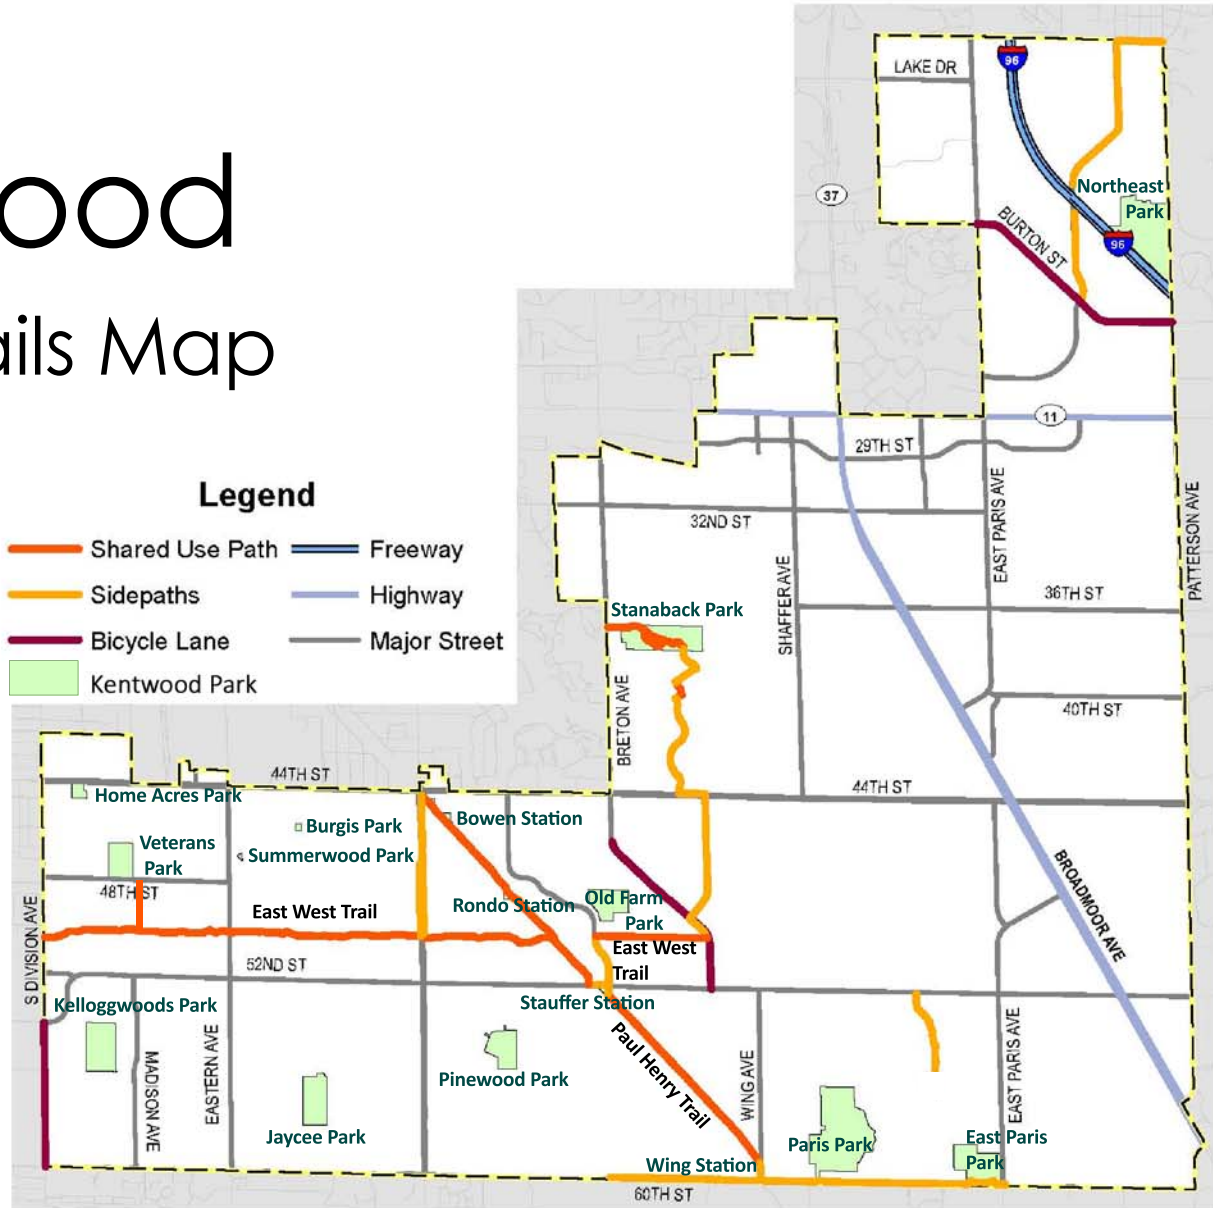 ood
ails Map
Legend
Shared Use Path
Freeway
Sidepaths
Highway
Bicycle Lane
Major Street
Kentwood Park
LAKE DR
96
37
Northeast
Park
BURTON ST
96
11
29TH ST
32ND ST
EAST PARIS AVE
PATTERSON AVE
SHAFFER AVE
36TH ST
Stanaback Park
BRETON AVE
40TH ST
44TH ST
44TH ST
Home Acres Park
Burgis Park
Bowen Station
Veterans
Park
Summerwood Park
48TH ST
East West Trail
Rondo Station
Old Farm
Park
East West
Trail
BROADMOOR AVE
S DIVISION AVE
52ND ST
Stauffer Station
Kelloggwoods Park
MADISON AVE
EASTERN AVE
Jaycee Park
Pinewood Park
Paul Henry Trail
WING AVE
EAST PARIS AVE
Paris Park
East Paris
Park
Wing Station
60TH ST